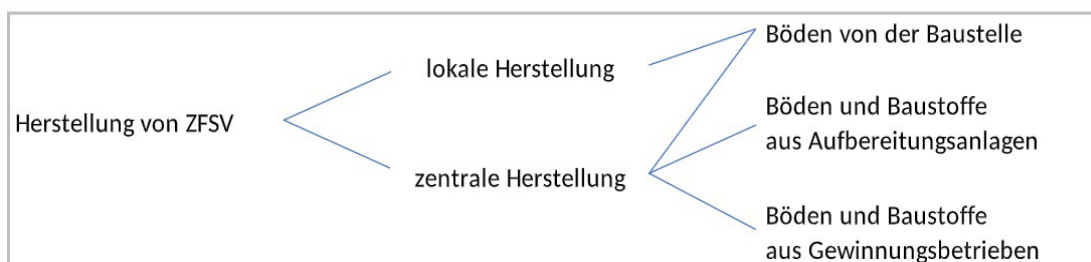 Herstellung von ZFSV
lokale Herstellung
zentrale Herstellung
Böden von der Baustelle
Böden und Baustoffe
aus Aufbereitungsanlagen
Böden und Baustoffe
aus Gewinnungsbetrieben